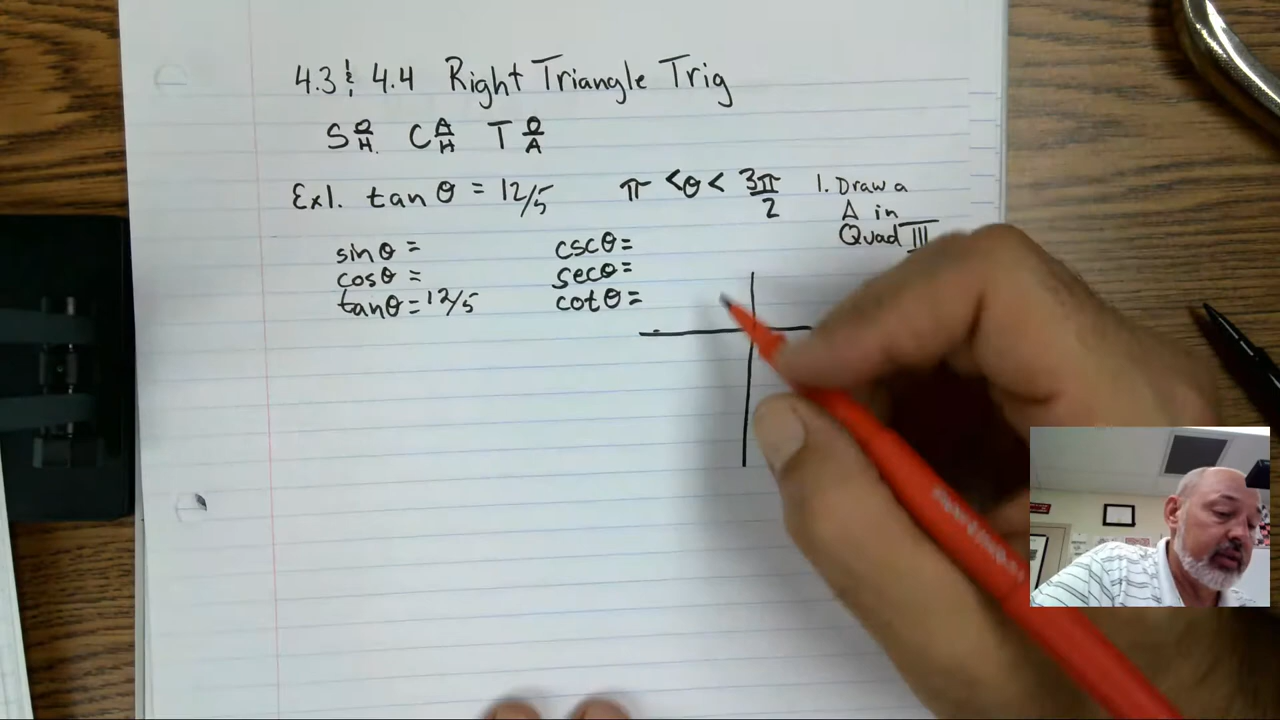 4.3 & 4.4 Right Triangle Trig
S O/H C A/H T O/A
Ex1. tan θ = 12/5 π < θ < 3π/2
1. Draw a
Δ in
Quad III
sin θ =
cos θ =
tan θ = 12/5
csc θ =
sec θ =
cot θ =